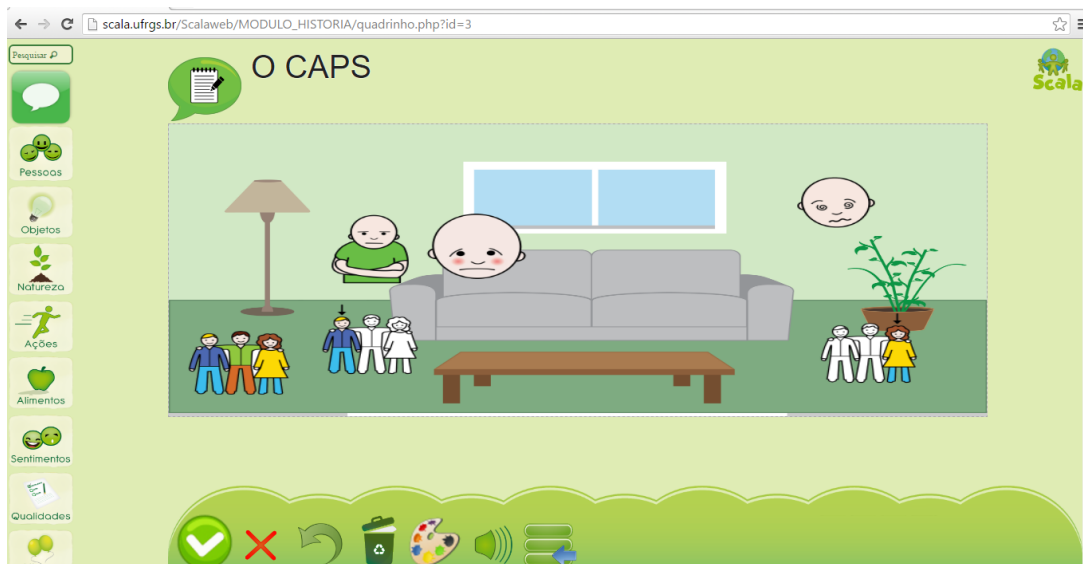 scala.ufrgs.br/Scalaweb/MODULO_HISTORIA/quadrinho.php?id=3
Pesquisar
O CAPS
Scala
Pessoas
Objetos
Natureza
Ações
Alimentos
Sentimentos
Qualidades